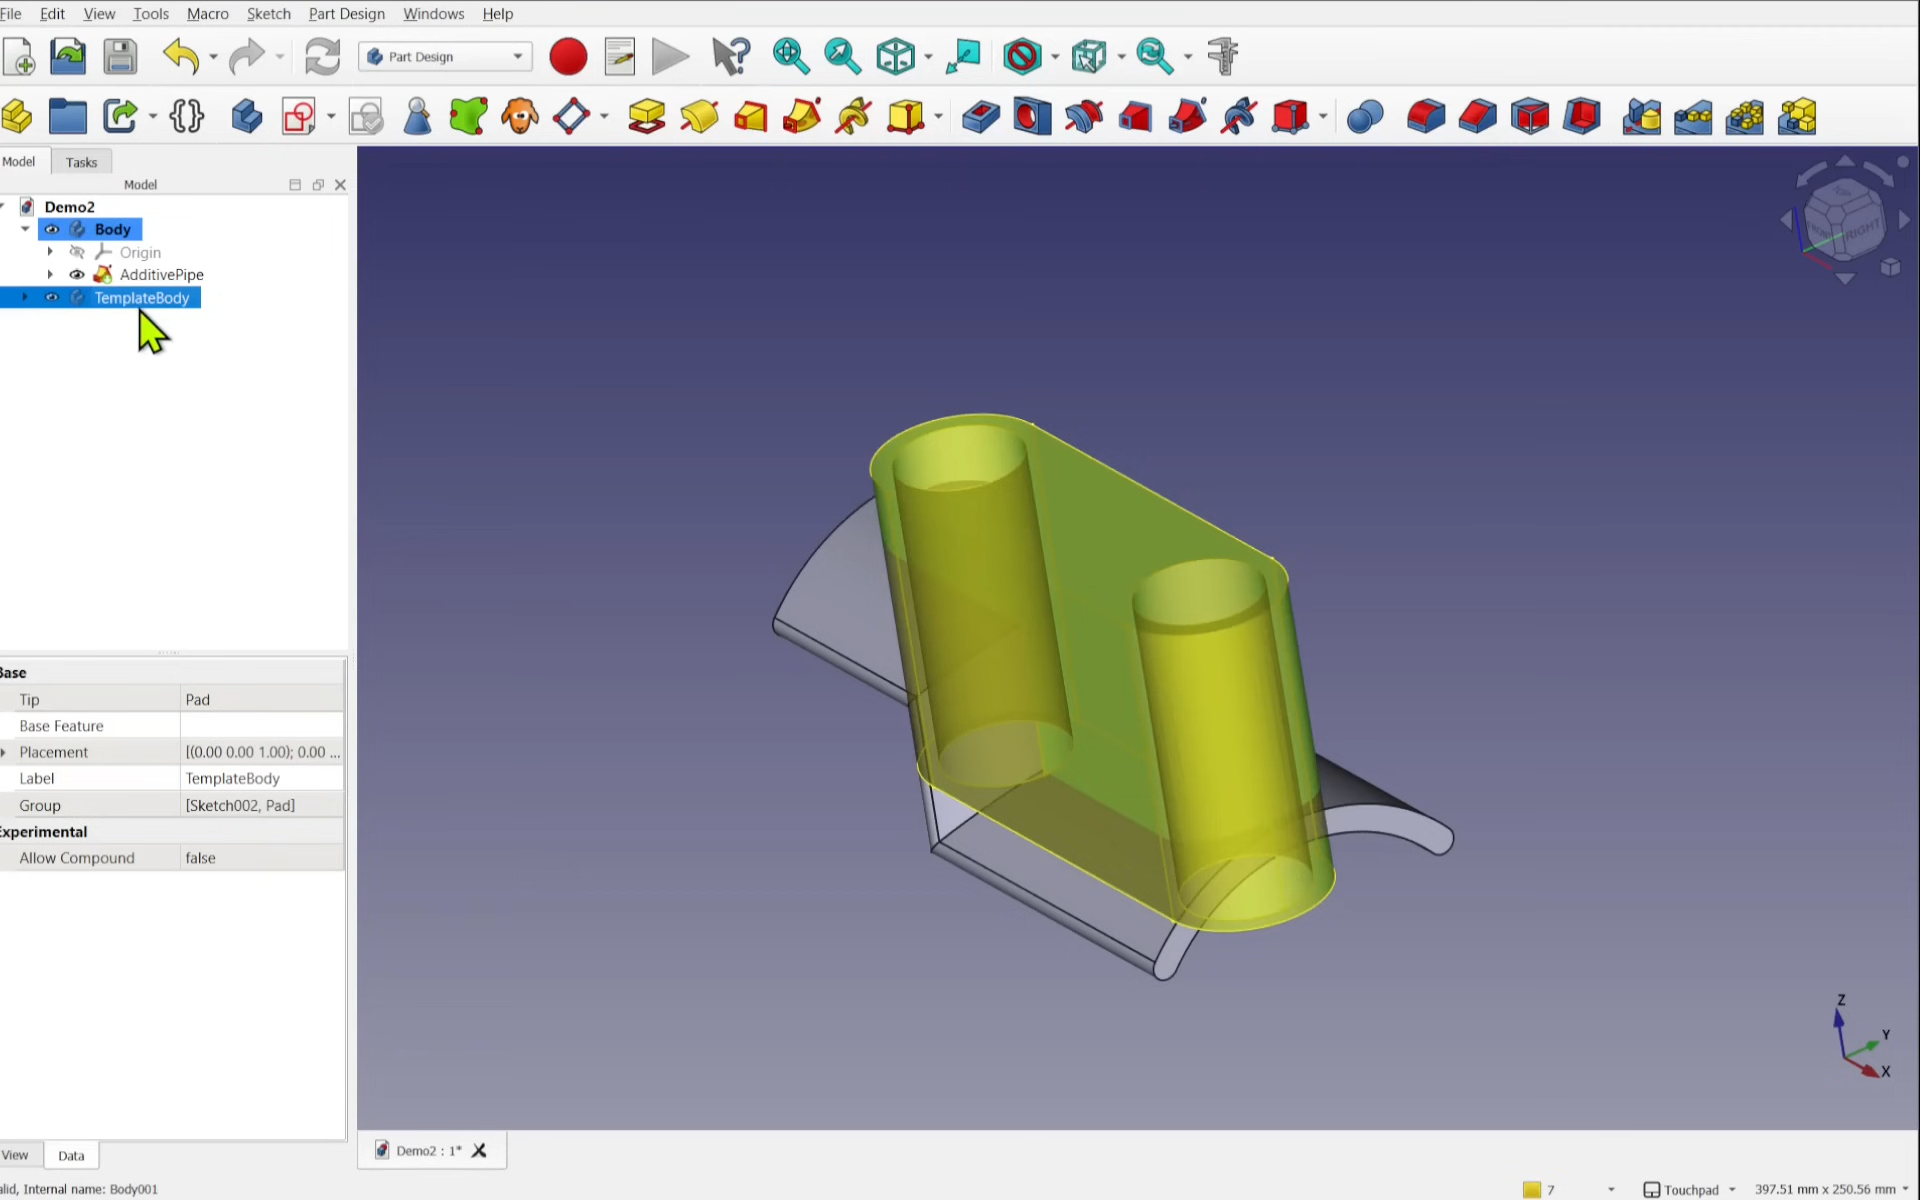 File Edit View Tools Macro Sketch Part Design Windows Help
Part Design
Model Tasks
Model
Demo2
Body
Origin
AdditivePipe
TemplateBody
TOP
RIGHT
Z
Y
X
Base
Tip Pad
Base Feature
Placement [(0.00 0.00 1.00); 0.00 ...
Label TemplateBody
Group [Sketch002, Pad]
Experimental
Allow Compound false
View Data
Demo2 : 1*
alid, Internal name: Body001
7 Touchpad 397.51 mm x 250.56 mm